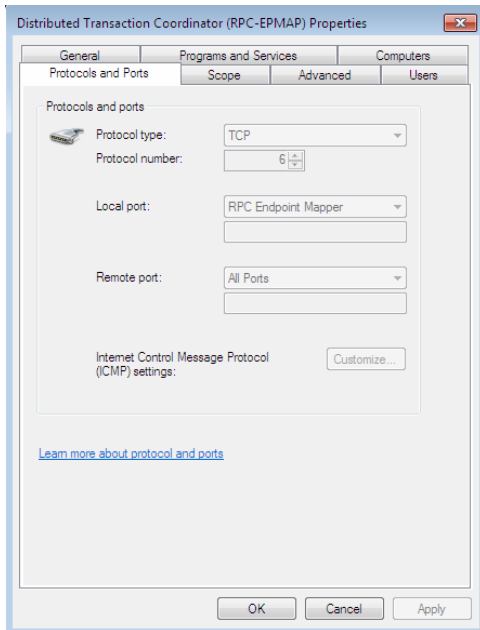 Distributed Transaction Coordinator (RPC-EPMAP) Properties
General
Programs and Services
Computers
Protocols and Ports
Scope
Advanced
Users
Protocols and ports
Protocol type:
TCP
Protocol number:
6
Local port:
RPC Endpoint Mapper
Remote port:
All Ports
Internet Control Message Protocol
(ICMP) settings:
Customize...
Learn more about protocol and ports
OK
Cancel
Apply